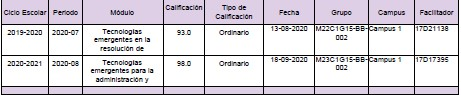 Ciclo Escolar Periodo Módulo Calificación Tipo de Calificación Fecha Grupo Campus Facilitador
2019-2020 2020-07 Tecnologías emergentes en la resolución de 93.0 Ordinario 13-08-2020 M22C1G15-BB-002 Campus 1 17D21138
2020-2021 2020-08 Tecnologías emergentes para la administración y 98.0 Ordinario 18-09-2020 M23C1G15-BB-002 Campus 1 17D17395